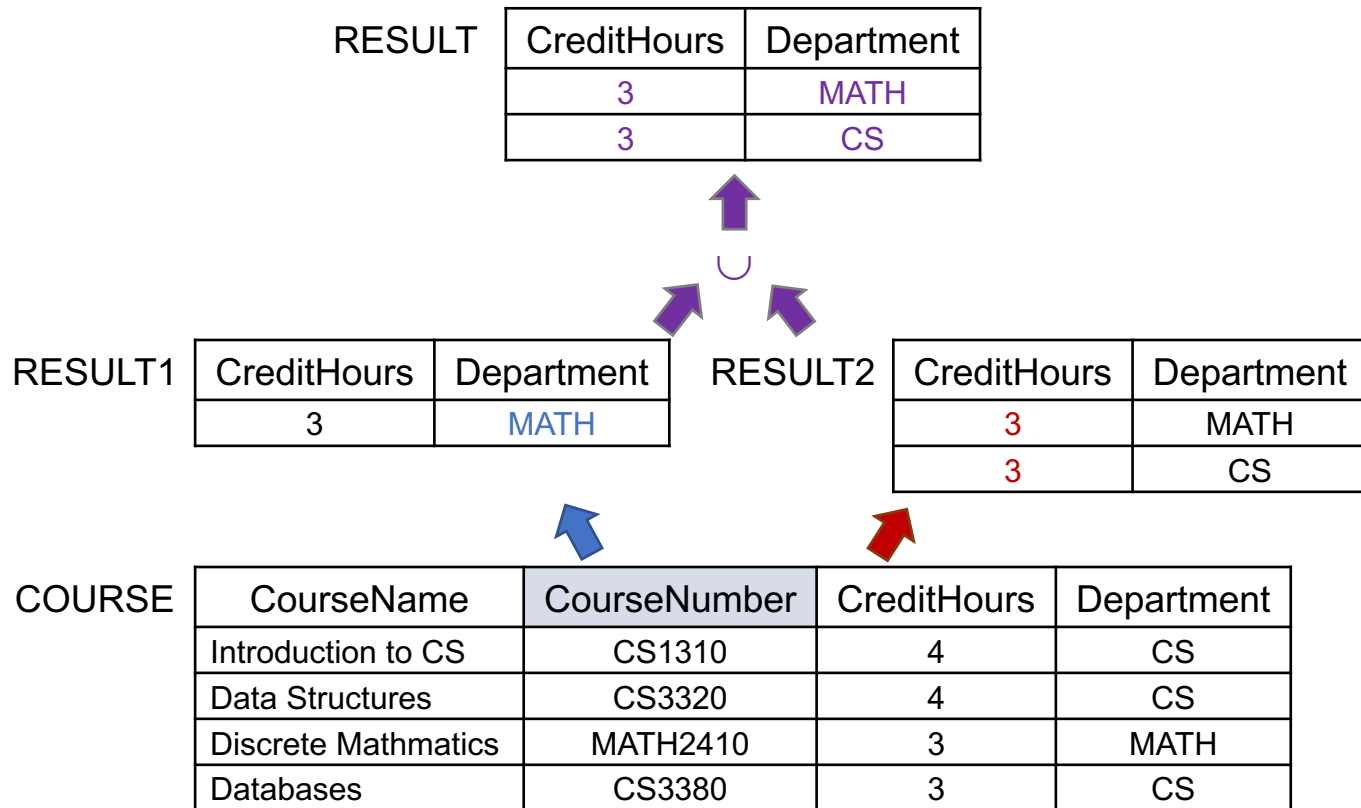 RESULT CreditHours Department
3 MATH
3 CS
∪
RESULT1 CreditHours Department RESULT2 CreditHours Department
3 MATH 3 MATH
3 CS
COURSE CourseName CourseNumber CreditHours Department
Introduction to CS CS1310 4 CS
Data Structures CS3320 4 CS
Discrete Mathmatics MATH2410 3 MATH
Databases CS3380 3 CS